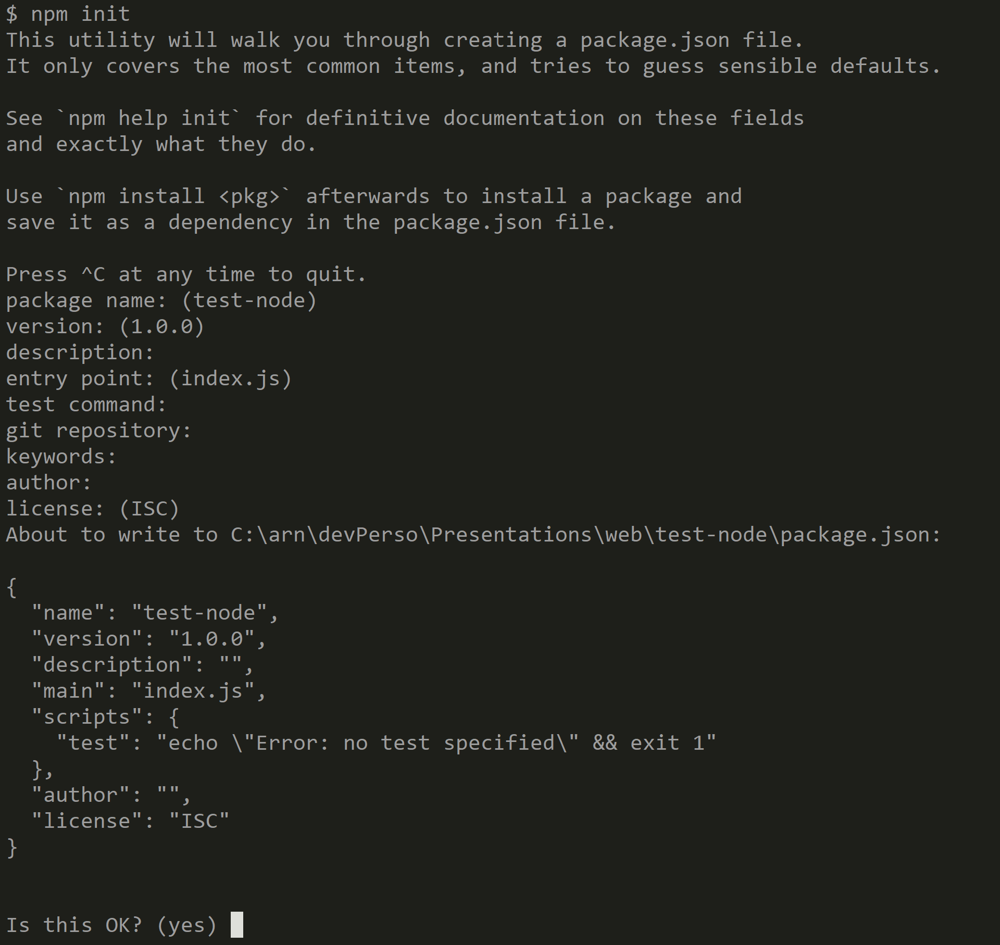 $ npm init
This utility will walk you through creating a package.json file.
It only covers the most common items, and tries to guess sensible defaults.

See `npm help init` for definitive documentation on these fields
and exactly what they do.

Use `npm install <pkg>` afterwards to install a package and
save it as a dependency in the package.json file.

Press ^C at any time to quit.
package name: (test-node)
version: (1.0.0)
description:
entry point: (index.js)
test command:
git repository:
keywords:
author:
license: (ISC)
About to write to C:\arn\devPerso\Presentations\web\test-node\package.json:

{
  "name": "test-node",
  "version": "1.0.0",
  "description": "",
  "main": "index.js",
  "scripts": {
    "test": "echo \"Error: no test specified\" && exit 1"
  },
  "author": "",
  "license": "ISC"
}

Is this OK? (yes)